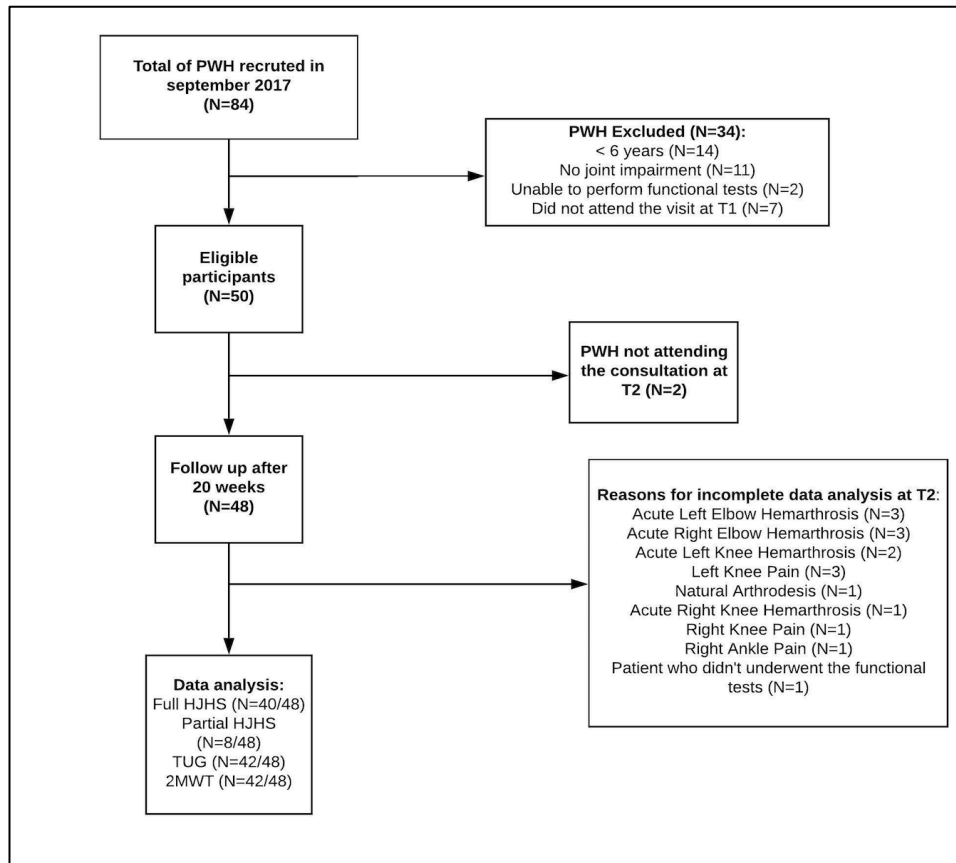 Total of PWH recruted in
september 2017
(N=84)
PWH Excluded (N=34):
< 6 years (N=14)
No joint impairment (N=11)
Unable to perform functional tests (N=2)
Did not attend the visit at T1 (N=7)
Eligible
participants
(N=50)
PWH not attending
the consultation at
T2 (N=2)
Follow up after
20 weeks
(N=48)
Reasons for incomplete data analysis at T2:
Acute Left Elbow Hemarthrosis (N=3)
Acute Right Elbow Hemarthrosis (N=3)
Acute Left Knee Hemarthrosis (N=2)
Left Knee Pain (N=3)
Natural Arthrodesis (N=1)
Acute Right Knee Hemarthrosis (N=1)
Right Knee Pain (N=1)
Right Ankle Pain (N=1)
Patient who didn't underwent the functional
tests (N=1)
Data analysis:
Full HJHS (N=40/48)
Partial HJHS
(N=8/48)
TUG (N=42/48)
2MWT (N=42/48)